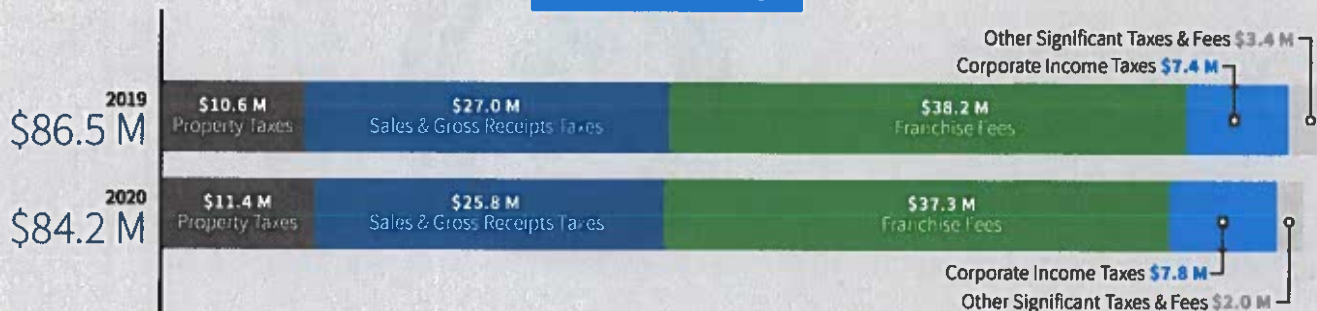 Other Significant Taxes & Fees $3.4 M
Corporate Income Taxes $7.4 M
2019
$86.5 M
$10.6 M
Property Taxes
$27.0 M
Sales & Gross Receipts Taxes
$38.2 M
Franchise Fees
2020
$84.2 M
$11.4 M
Property Taxes
$25.8 M
Sales & Gross Receipts Taxes
$37.3 M
Franchise Fees
Corporate Income Taxes $7.8 M
Other Significant Taxes & Fees $2.0 M